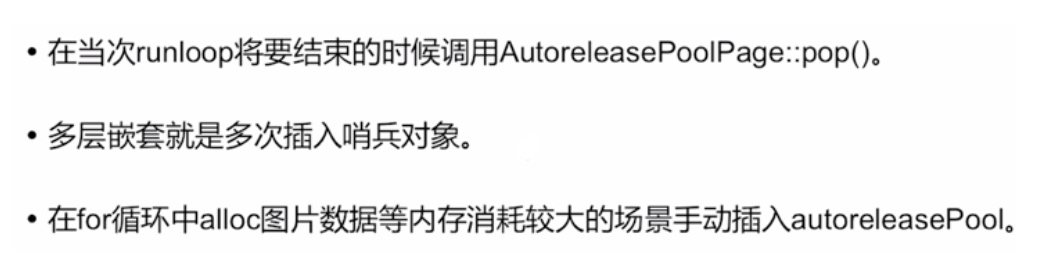 • 在当次runloop将要结束的时候调用AutoreleasePoolPage::pop()。
• 多层嵌套就是多次插入哨兵对象。
• 在for循环中alloc图片数据等内存消耗较大的场景手动插入autoreleasePool。